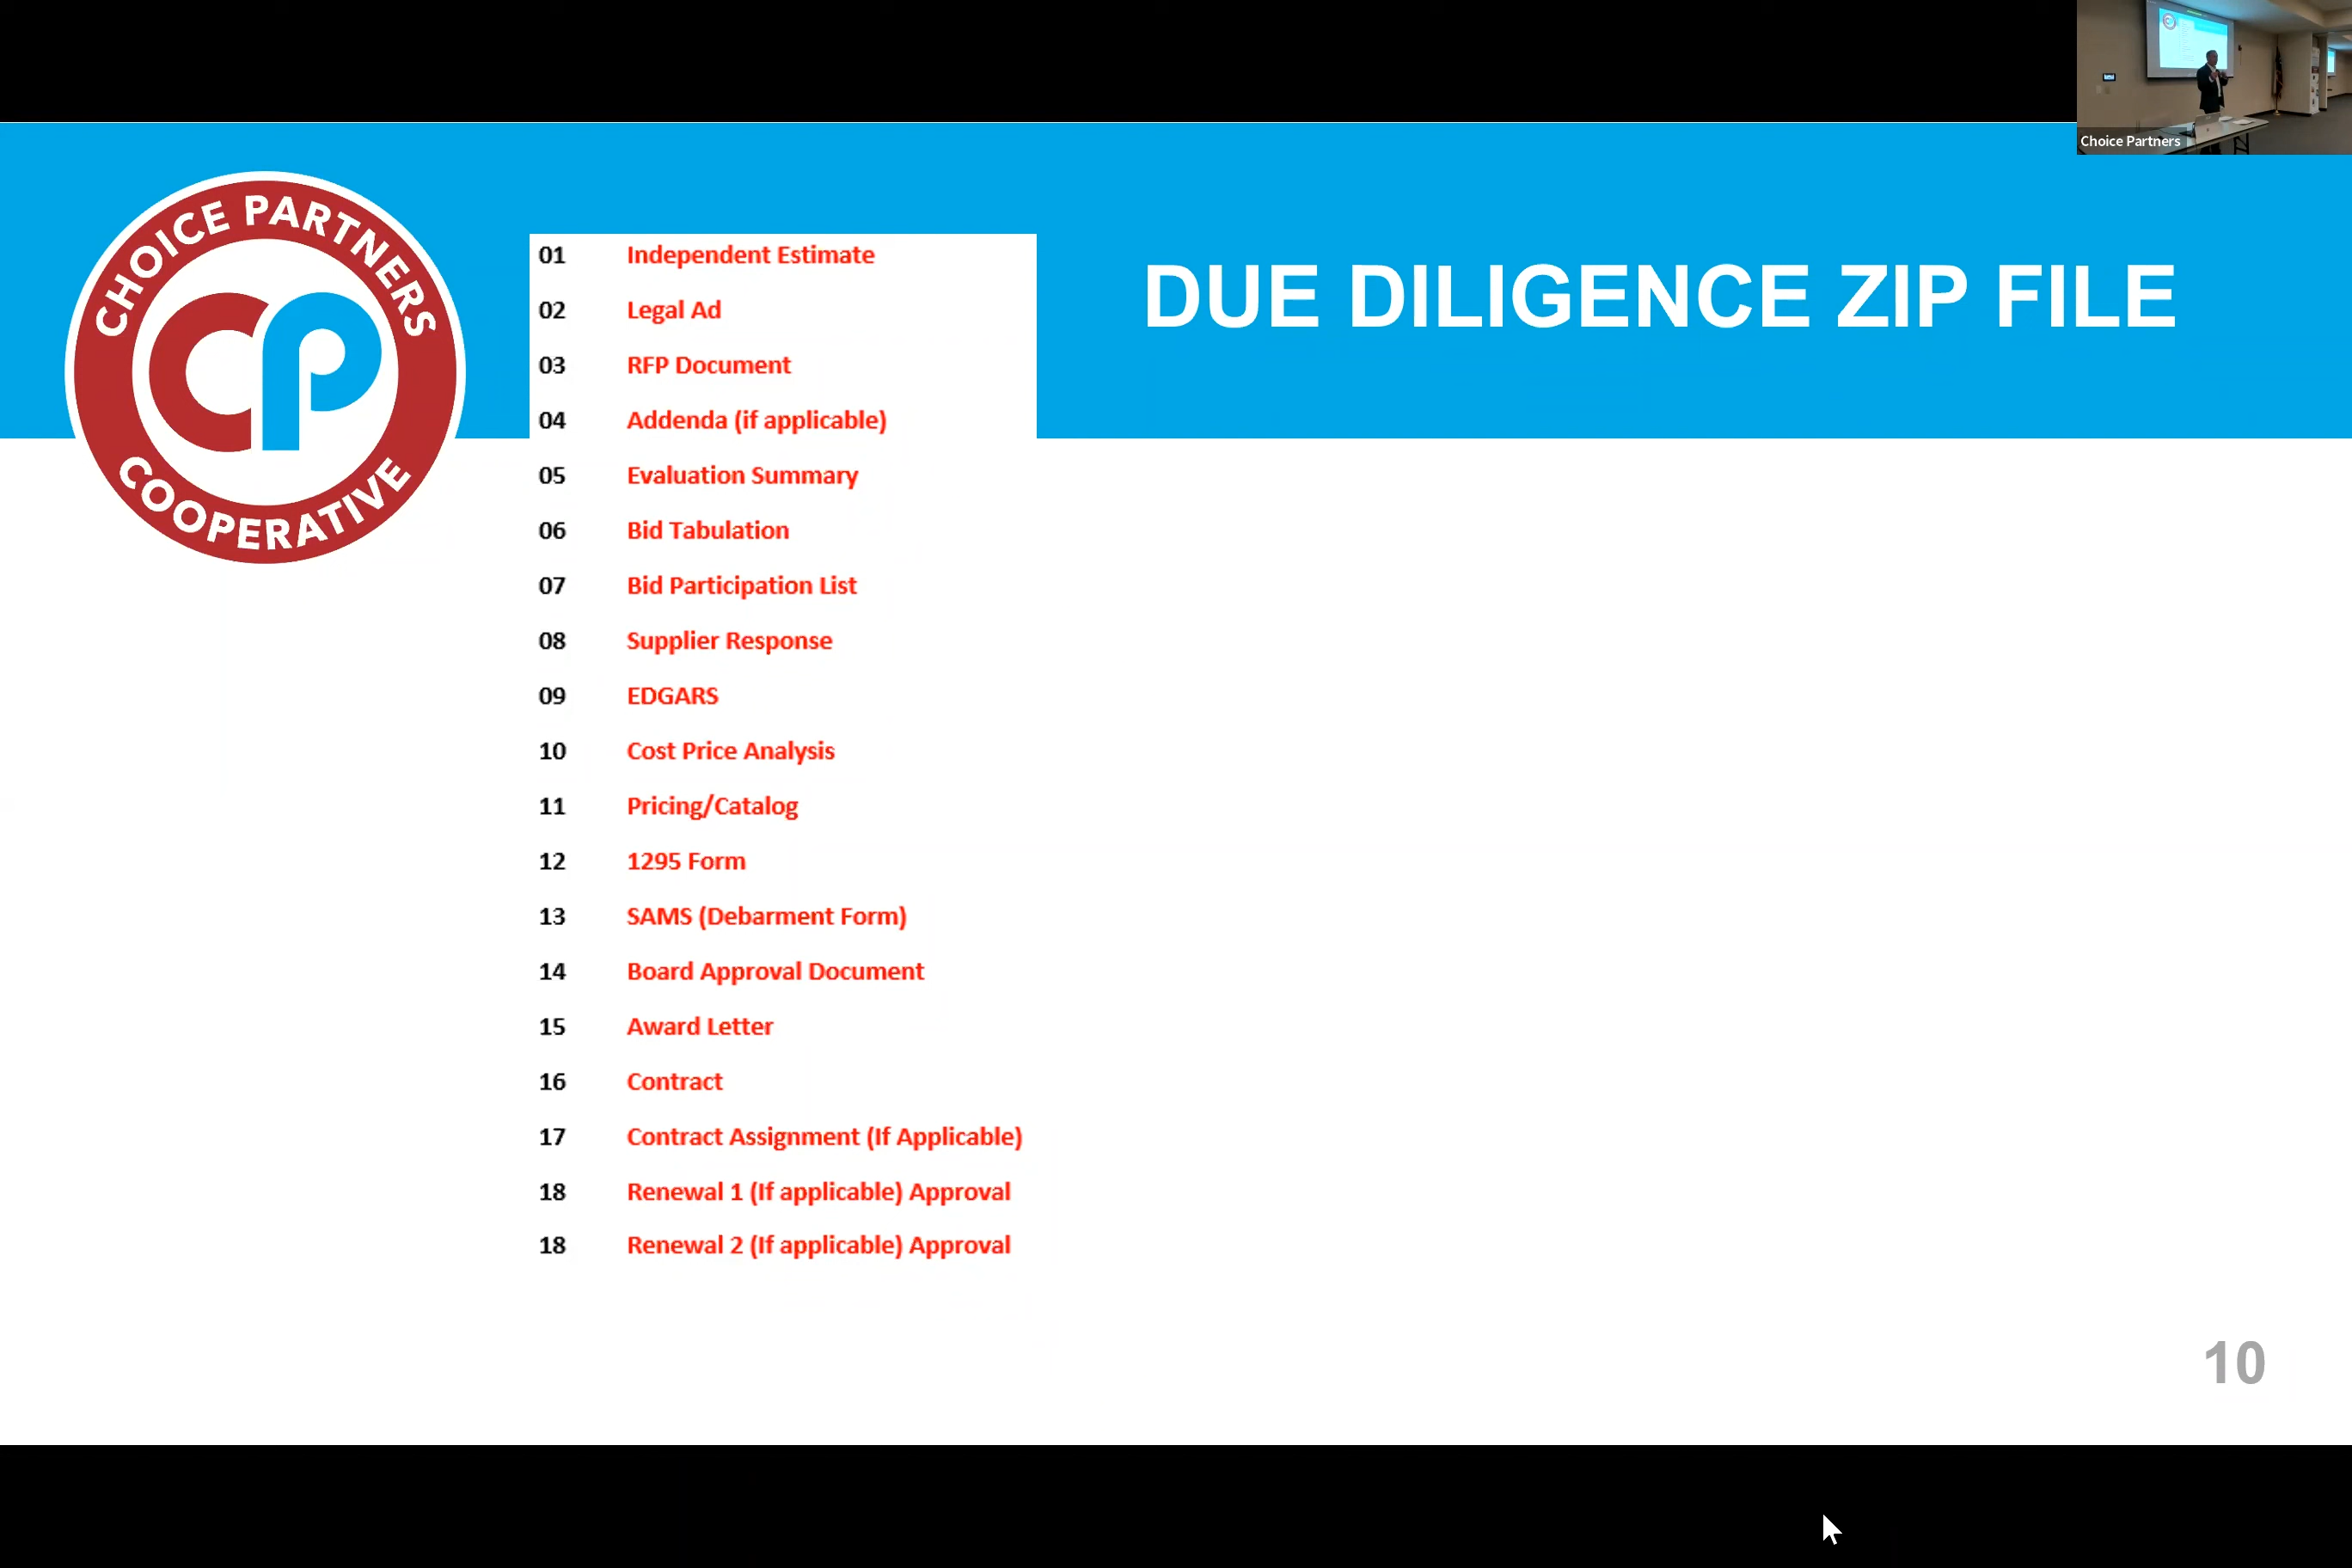 Choice Partners
CHOICE PARTNERS
CP
COOPERATIVE
DUE DILIGENCE ZIP FILE
01 Independent Estimate
02 Legal Ad
03 RFP Document
04 Addenda (if applicable)
05 Evaluation Summary
06 Bid Tabulation
07 Bid Participation List
08 Supplier Response
09 EDGARS
10 Cost Price Analysis
11 Pricing/Catalog
12 1295 Form
13 SAMS (Debarment Form)
14 Board Approval Document
15 Award Letter
16 Contract
17 Contract Assignment (If Applicable)
18 Renewal 1 (If applicable) Approval
18 Renewal 2 (If applicable) Approval
10